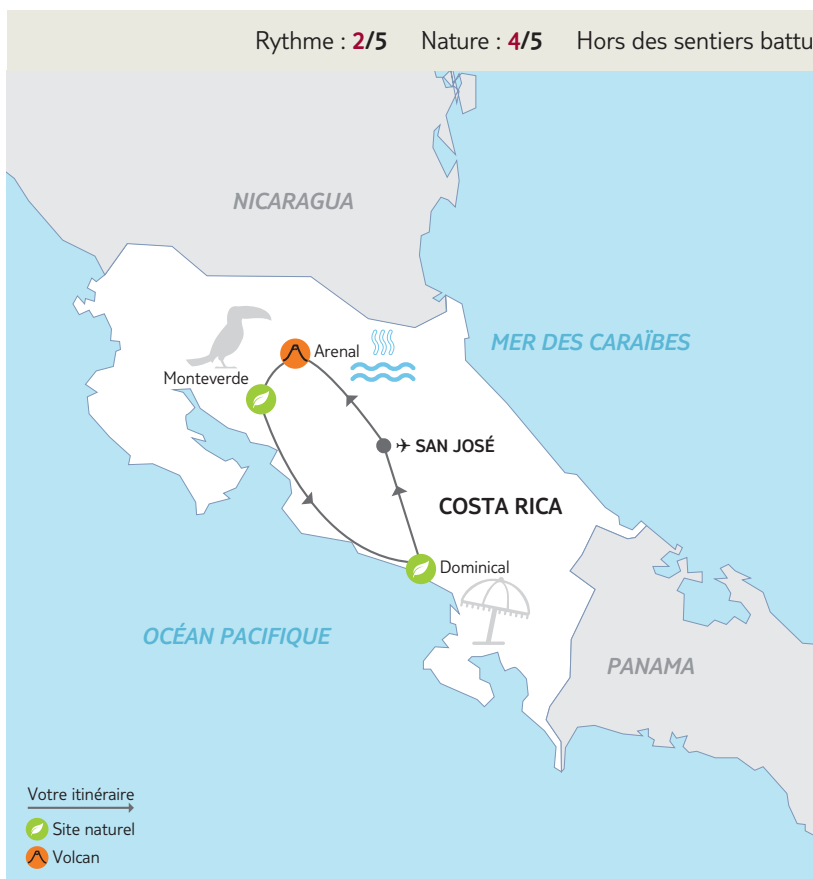 Rythme : 2/5 Nature : 4/5 Hors des sentiers battu
NICARAGUA
MER DES CARAÏBES
Arenal
Monteverde
SAN JOSÉ
COSTA RICA
Dominical
OCÉAN PACIFIQUE
PANAMA
Votre itinéraire
Site naturel
Volcan